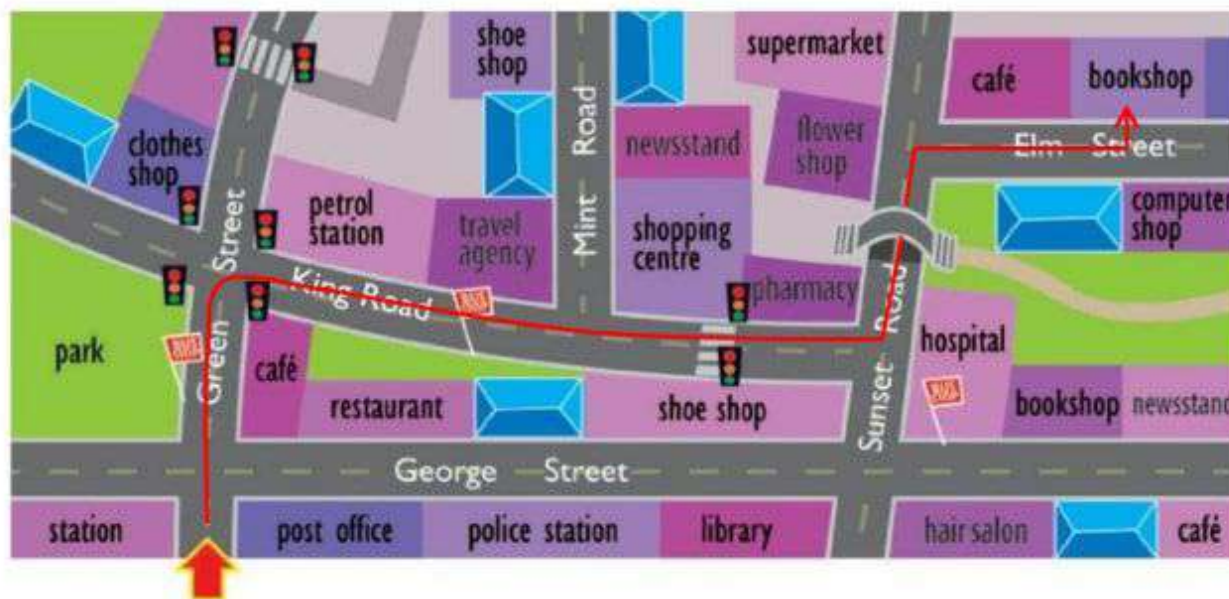 shoe
shop
supermarket
café
bookshop
clothes
shop
newsstand
flower
shop
Elm Street
Mint Road
Green Street
petrol
station
travel
agency
shopping
centre
computer
shop
King Road
pharmacy
Sunset Road
park
café
hospital
restaurant
shoe shop
bookshop
newsstand
George Street
station
post office
police station
library
hair salon
café